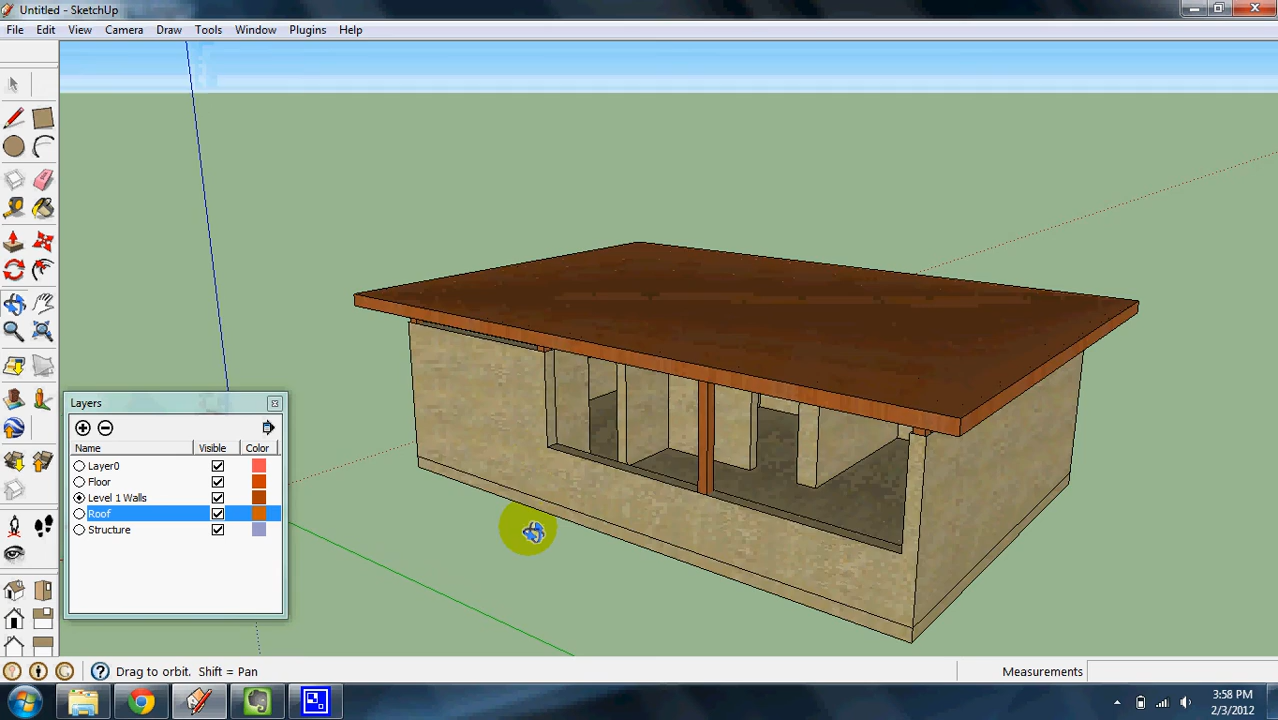 Untitled - SketchUp
File Edit View Camera Draw Tools Window Plugins Help
Layers
Name Visible Color
Layer0
Floor
Level 1 Walls
Roof
Structure
Drag to orbit. Shift = Pan
Measurements
3:58 PM
2/3/2012